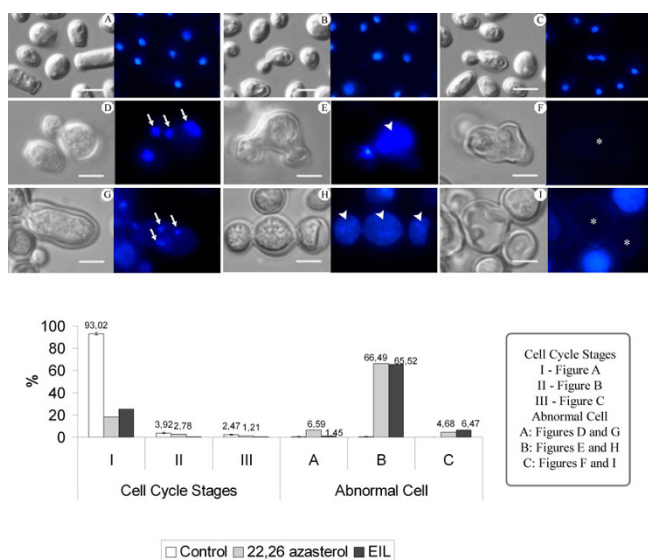 A B C
D E F
* 
G H I
* *
100
80
60
40
20
0
%
93,02
3,92 2,78
2,47 1,21
6,59
1,45
66,49 65,52
4,68 6,47
I II III A B C
Cell Cycle Stages Abnormal Cell
Control 22,26 azasterol EIL
Cell Cycle Stages
I - Figure A
II - Figure B
III - Figure C
Abnormal Cell
A: Figures D and G
B: Figures E and H
C: Figures F and I